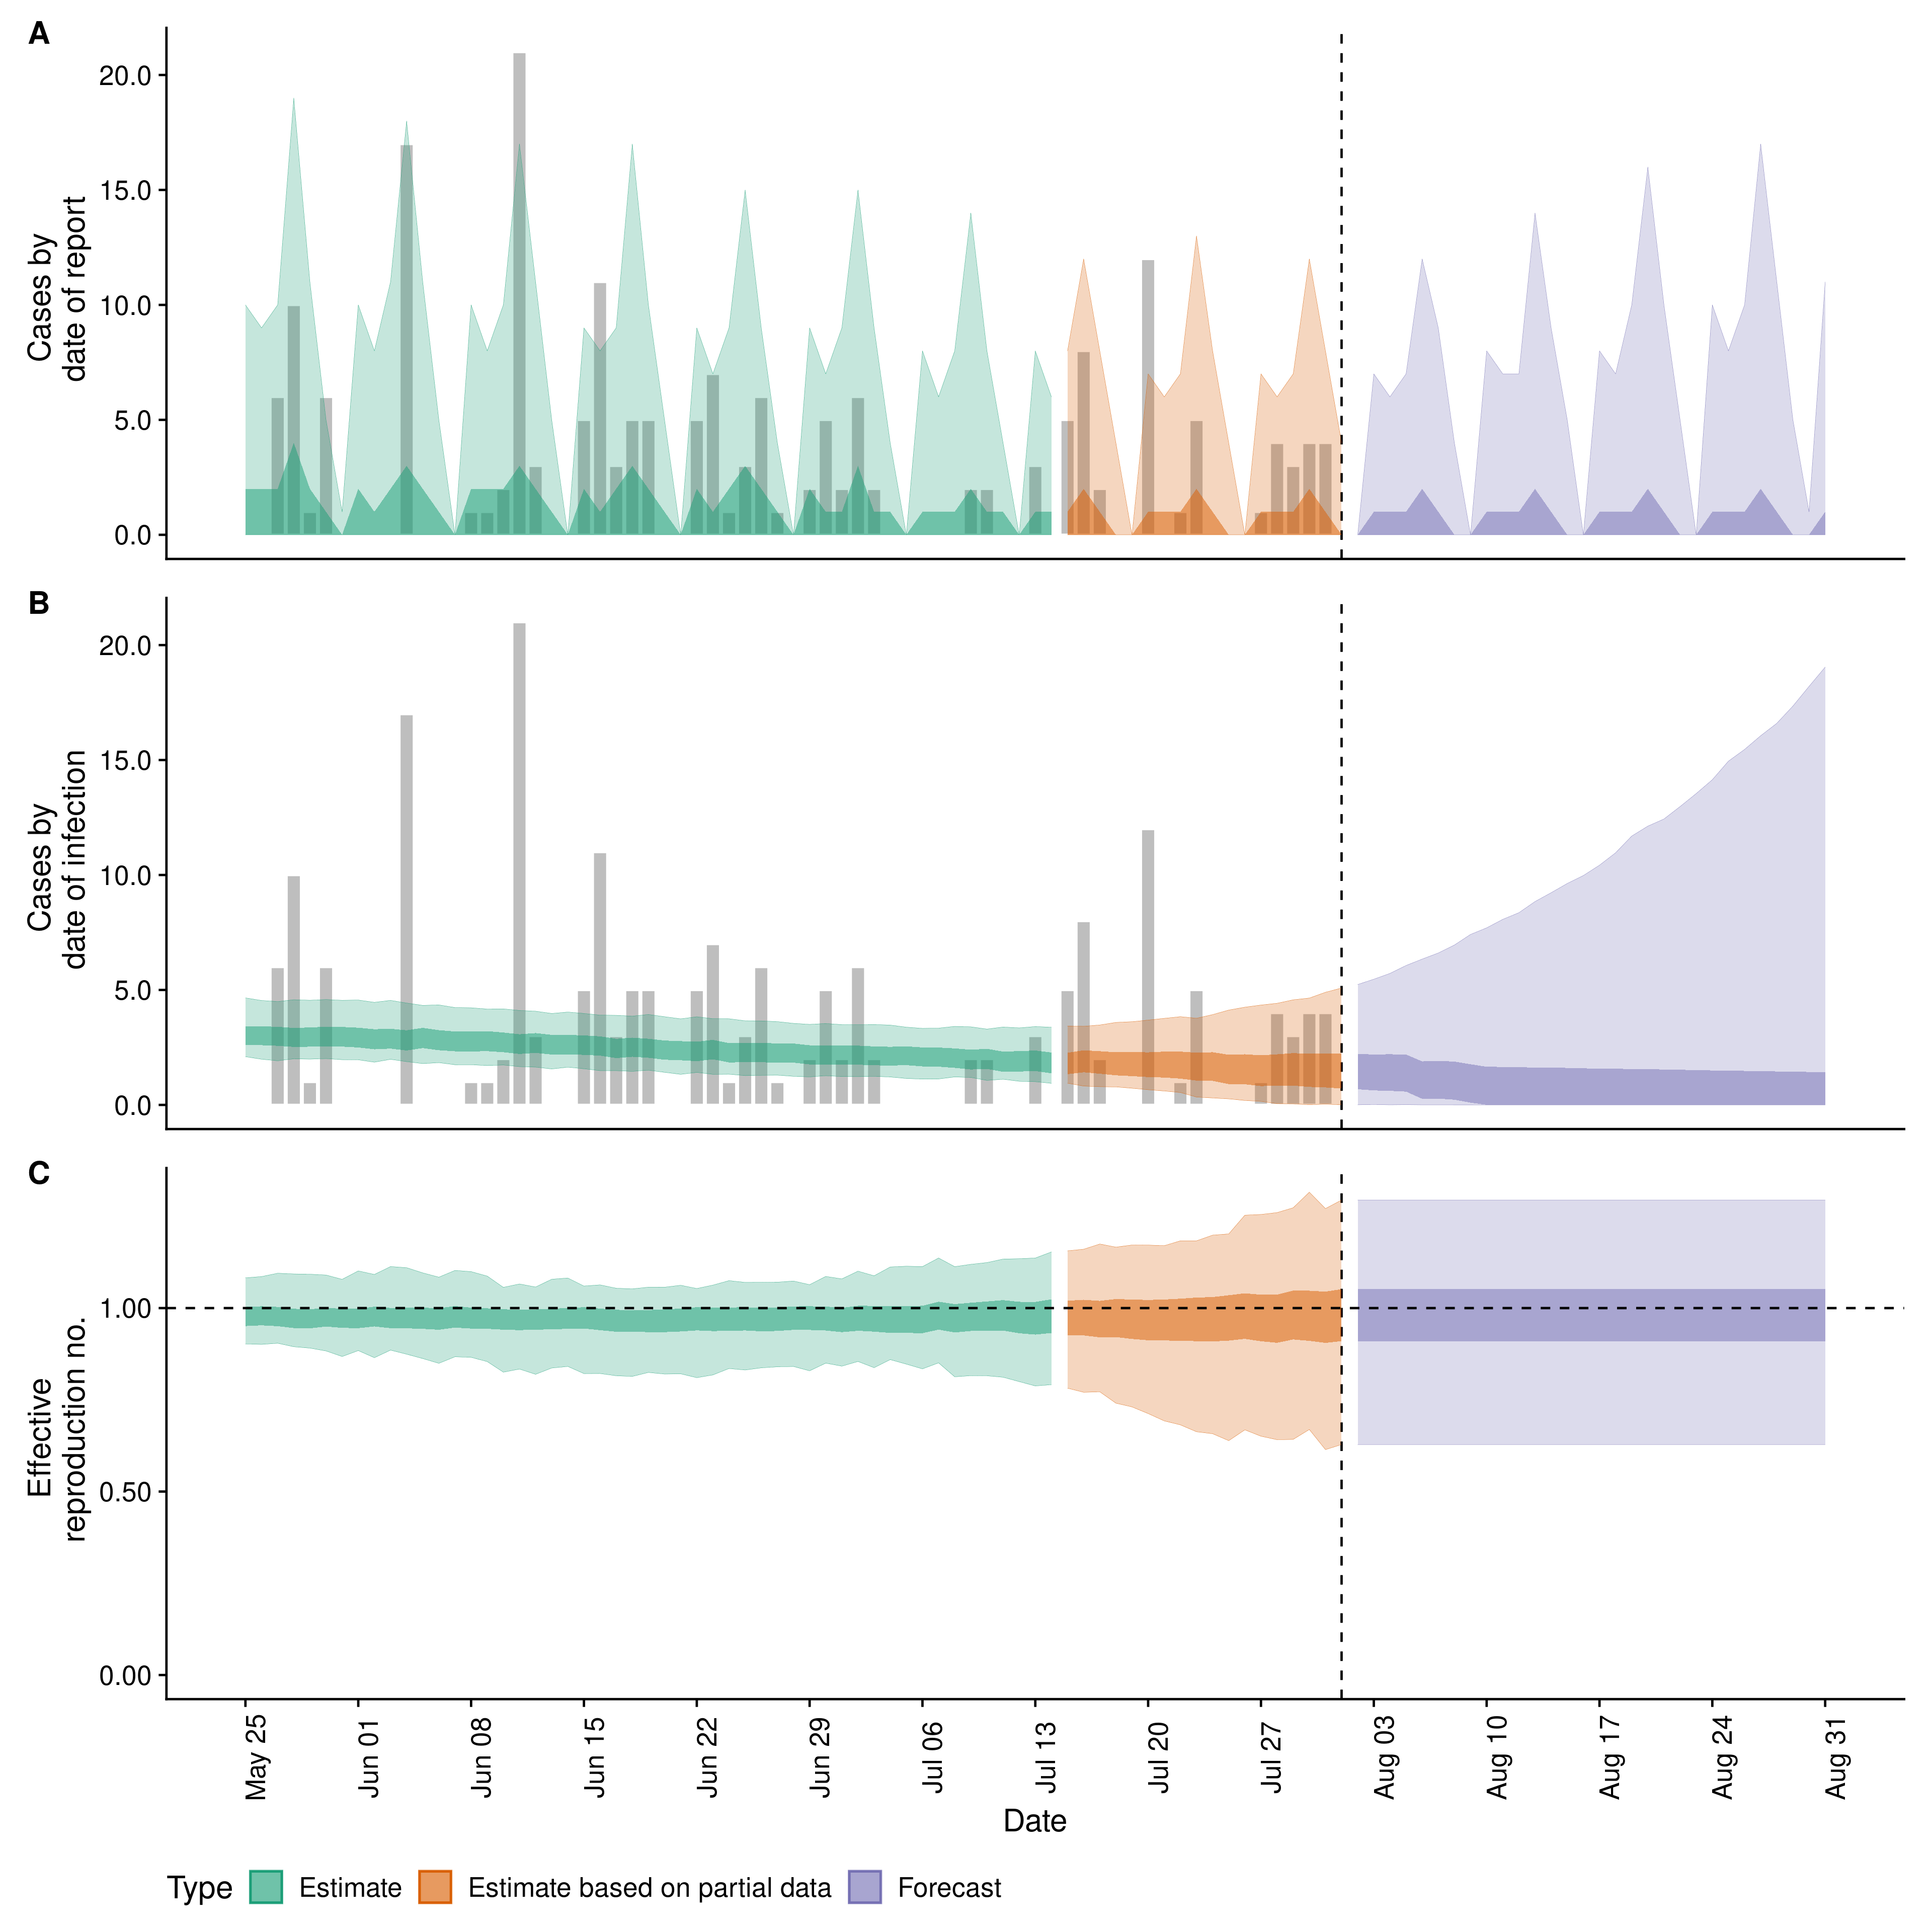 A
20.0
15.0
10.0
5.0
0.0
Cases by
date of report
B
20.0
15.0
10.0
5.0
0.0
Cases by
date of infection
C
1.00
0.50
0.00
Effective
reproduction no.
May 25
Jun 01
Jun 08
Jun 15
Jun 22
Jun 29
Jul 06
Jul 13
Jul 20
Jul 27
Aug 03
Aug 10
Aug 17
Aug 24
Aug 31
Date
Type Estimate Estimate based on partial data Forecast